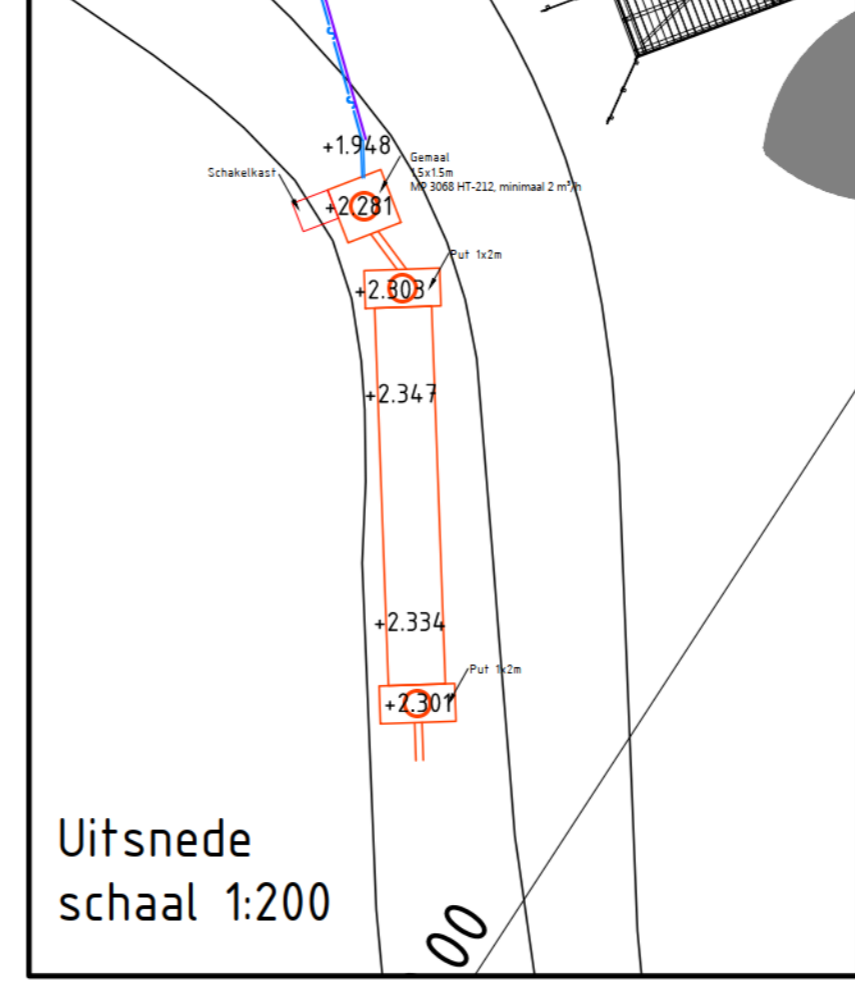 S
S
+1.948
Gemaal
1.5x1.5m
MP 3068 HT-212, minimaal 2 m³/h
Schakelkast
+2.281
Put 1x2m
+2.303
+2.347
+2.334
Put 1x2m
+2.301
Uitsnede
schaal 1:200
00